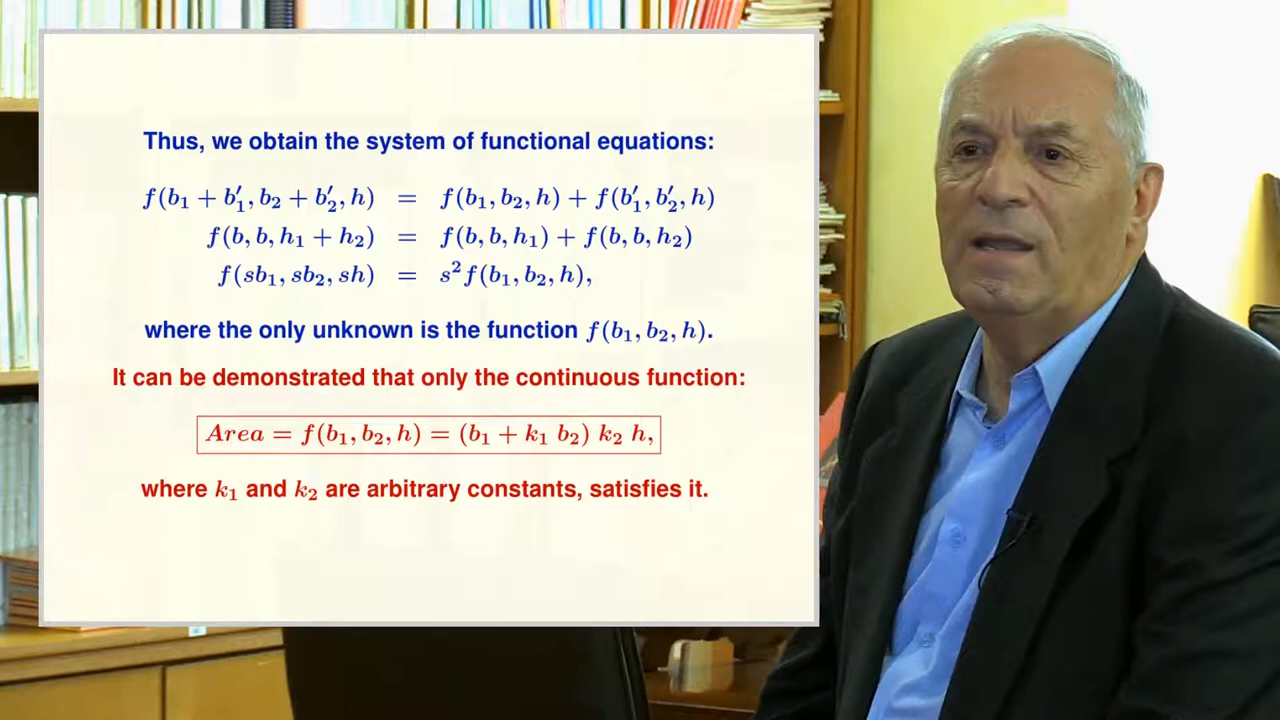 Thus, we obtain the system of functional equations:
f(b₁ + b′₁, b₂ + b′₂, h) = f(b₁, b₂, h) + f(b′₁, b′₂, h)
f(b, b, h₁ + h₂) = f(b, b, h₁) + f(b, b, h₂)
f(sb₁, sb₂, sh) = s²f(b₁, b₂, h),
where the only unknown is the function f(b₁, b₂, h).
It can be demonstrated that only the continuous function:
Area = f(b₁, b₂, h) = (b₁ + k₁ b₂) k₂ h,
where k₁ and k₂ are arbitrary constants, satisfies it.